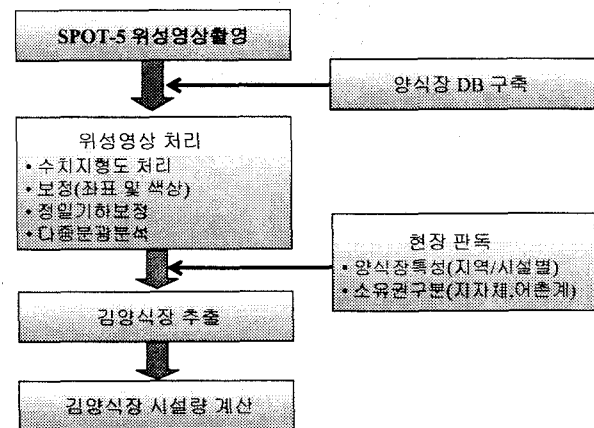 SPOT-5 위성영상촬영
양식장 DB 구축
위성영상 처리
• 수치지형도 처리
• 보정(좌표 및 색상)
• 정밀기하보정
• 다중분광분석
현장 판독
• 양식장특성(지역/시설별)
• 소유권구분(지자체,어촌계)
김양식장 추출
김양식장 시설량 계산